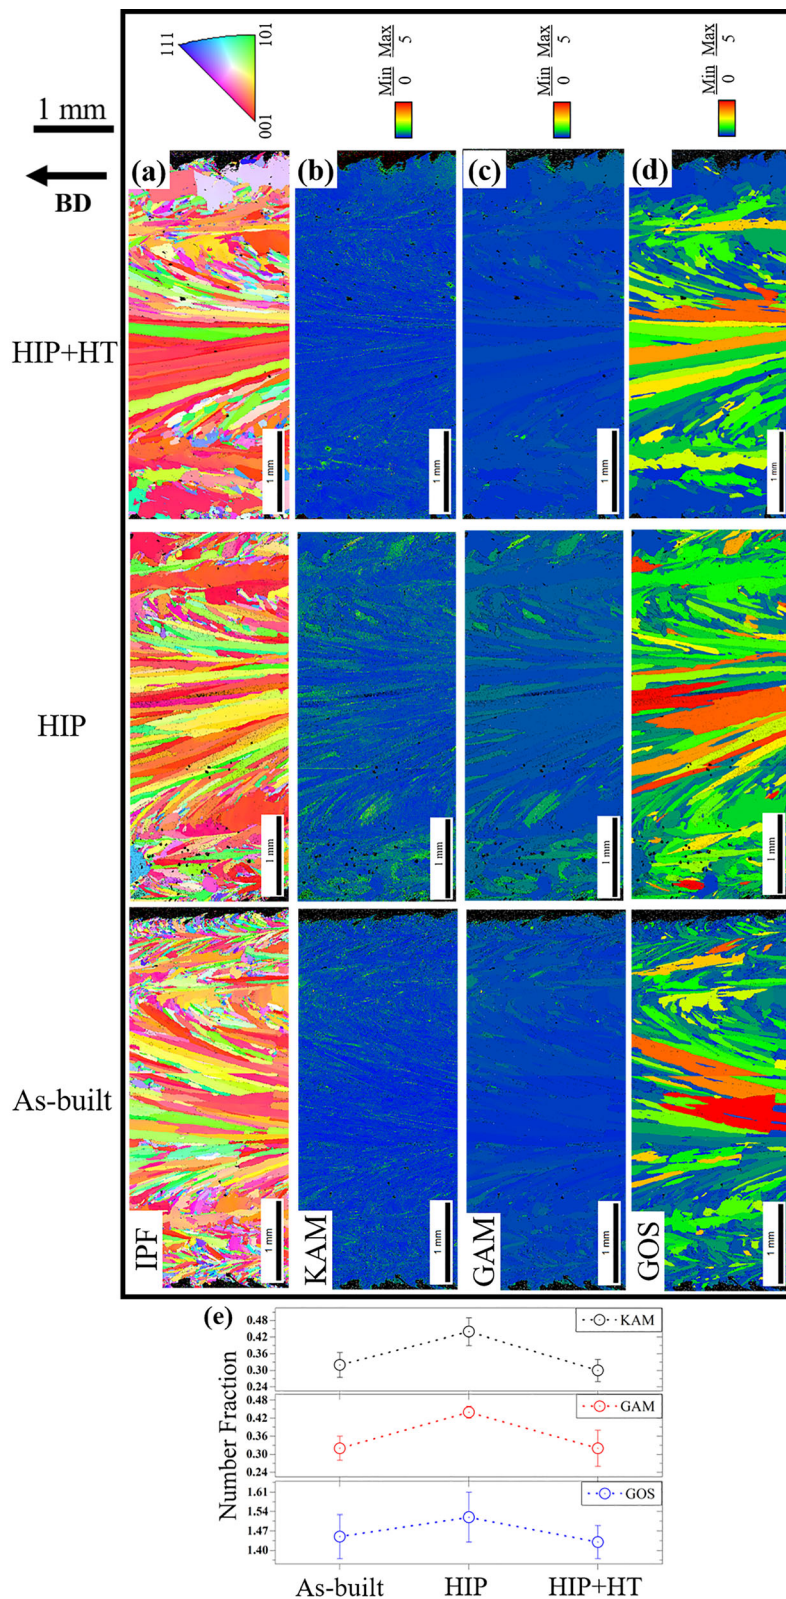 111
101
001
Min Max
0 5
Min Max
0 5
Min Max
0 5
1 mm
BD
(a)
(b)
(c)
(d)
HIP+HT
1 mm
1 mm
1 mm
1 mm
HIP
1 mm
1 mm
1 mm
1 mm
As-built
IPF
1 mm
KAM
1 mm
GAM
1 mm
GOS
1 mm
(e)
Number Fraction
KAM
0.48
0.42
0.36
0.30
0.24
GAM
0.48
0.42
0.36
0.30
0.24
GOS
1.61
1.54
1.47
1.40
As-built HIP HIP+HT